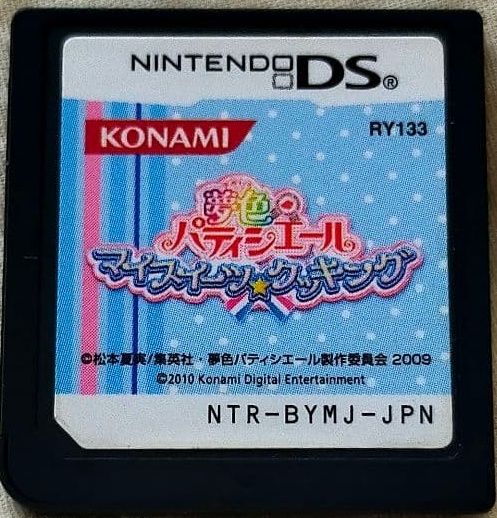 NINTENDO DS®
KONAMI
RY133
夢色
パティシエール
マイスイーツ★クッキング
©松本夏実/集英社・夢色パティシエール製作委員会 2009
©2010 Konami Digital Entertainment
NTR-BYMJ-JPN